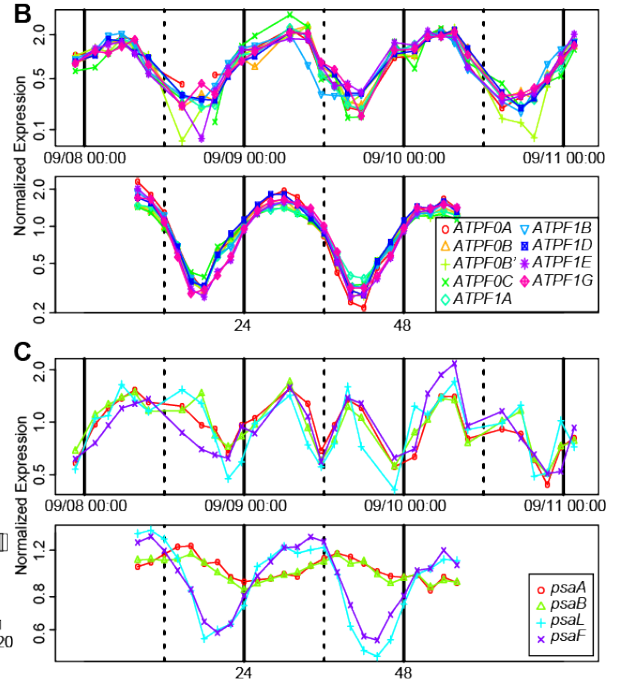 B
Normalized Expression
2.0
0.5
0.1
09/08 00:00 09/09 00:00 09/10 00:00 09/11 00:00
2.0
1.0
0.5
0.2
24 48
ATPF0A ATPF1B
ATPF0B ATPF1D
ATPF0B' ATPF1E
ATPF0C ATPF1G
ATPF1A
C
Normalized Expression
2.0
1.0
0.5
09/08 00:00 09/09 00:00 09/10 00:00 09/11 00:00
1.2
0.8
0.6
24 48
psaA
psaB
psaL
psaF
20